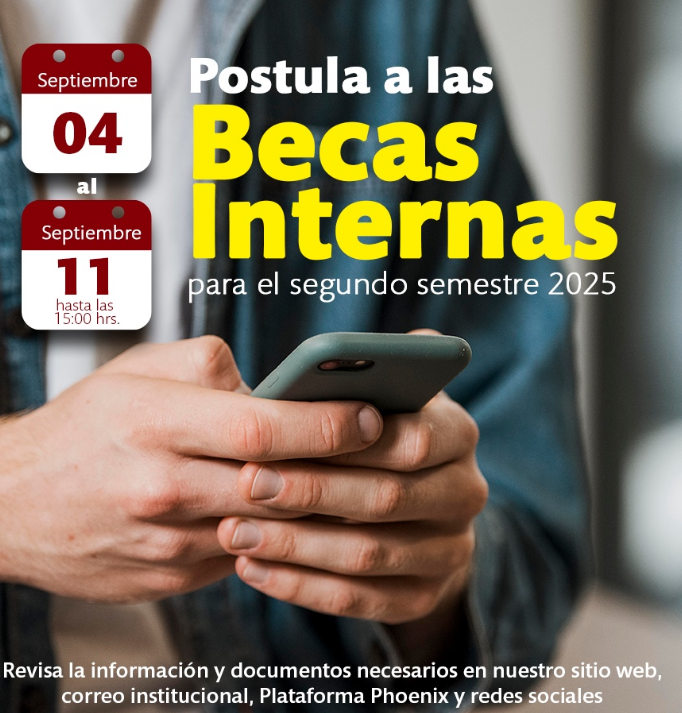 Septiembre
04
al
Septiembre
11
hasta las
15:00 hrs.
Postula a las
Becas
Internas
para el segundo semestre 2025
Revisa la información y documentos necesarios en nuestro sitio web,
correo institucional, Plataforma Phoenix y redes sociales